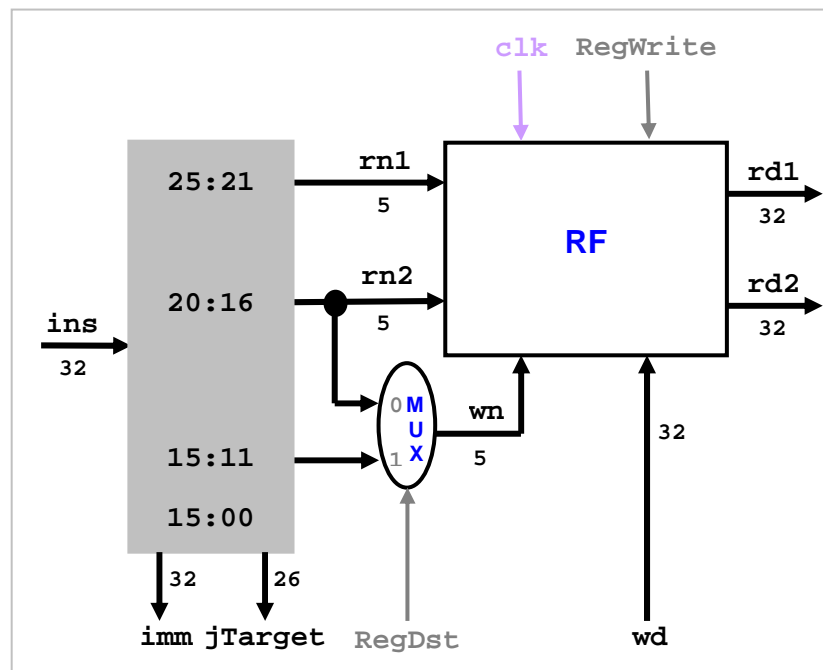 clk RegWrite
rn1
25:21
5
rd1
32
RF
rn2
20:16
5
rd2
32
ins
32
0 M
U
1 X
wn
5
32
15:11
15:00
32
26
imm jTarget RegDst wd